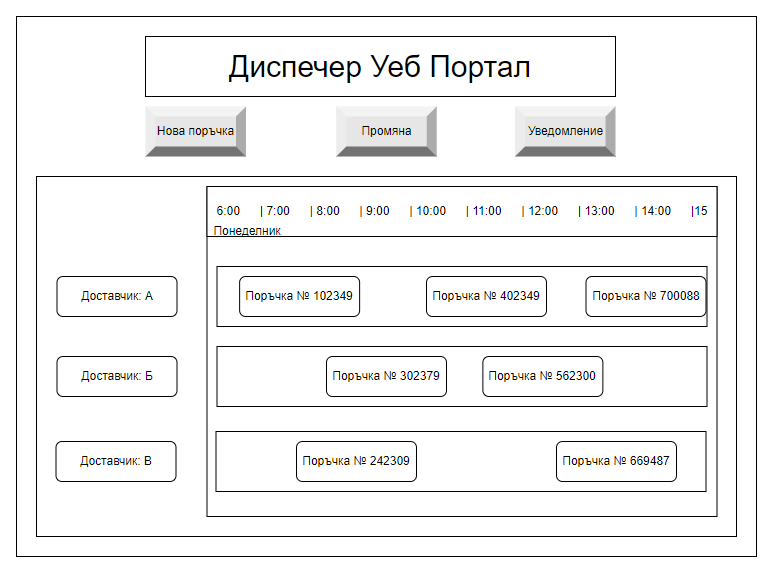 Диспечер Уеб Портал
Нова поръчка
Промяна
Уведомление
6:00 | 7:00 | 8:00 | 9:00 | 10:00 | 11:00 | 12:00 | 13:00 | 14:00 |15
Понеделник
Доставчик: А
Поръчка № 102349
Поръчка № 402349
Поръчка № 700088
Доставчик: Б
Поръчка № 302379
Поръчка № 562300
Доставчик: В
Поръчка № 242309
Поръчка № 669487